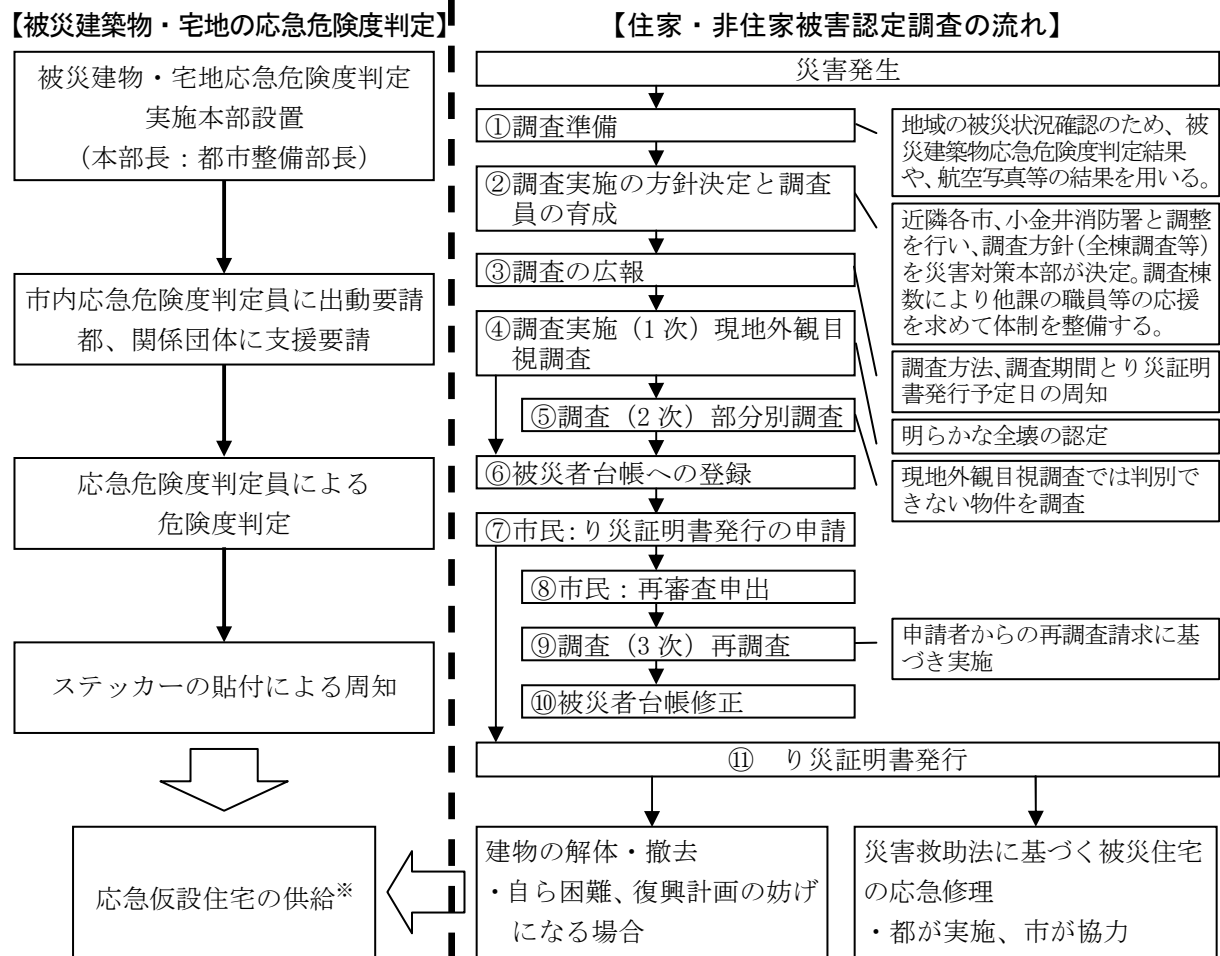 【被災建築物・宅地の応急危険度判定】
被災建物・宅地応急危険度判定
実施本部設置
（本部長：都市整備部長）
市内応急危険度判定員に出動要請
都、関係団体に支援要請
応急危険度判定員による
危険度判定
ステッカーの貼付による周知
応急仮設住宅の供給※
【住家・非住家被害認定調査の流れ】
災害発生
①調査準備
②調査実施の方針決定と調査
員の育成
③調査の広報
④調査実施（1 次）現地外観目
視調査
⑤調査（2 次）部分別調査
⑥被災者台帳への登録
⑦市民：り災証明書発行の申請
⑧市民：再審査申出
⑨調査（3 次）再調査
⑩被災者台帳修正
⑪　り災証明書発行
地域の被災状況確認のため、被
災建築物応急危険度判定結果
や、航空写真等の結果を用いる。
近隣各市、小金井消防署と調整
を行い、調査方針（全棟調査等）
を災害対策本部が決定。調査棟
数により他課の職員等の応援
を求めて体制を整備する。
調査方法、調査期間とり災証明
書発行予定日の周知
明らかな全壊の認定
現地外観目視調査では判別で
きない物件を調査
申請者からの再調査請求に基
づき実施
建物の解体・撤去
・自ら困難、復興計画の妨げ
になる場合
災害救助法に基づく被災住宅
の応急修理
・都が実施、市が協力